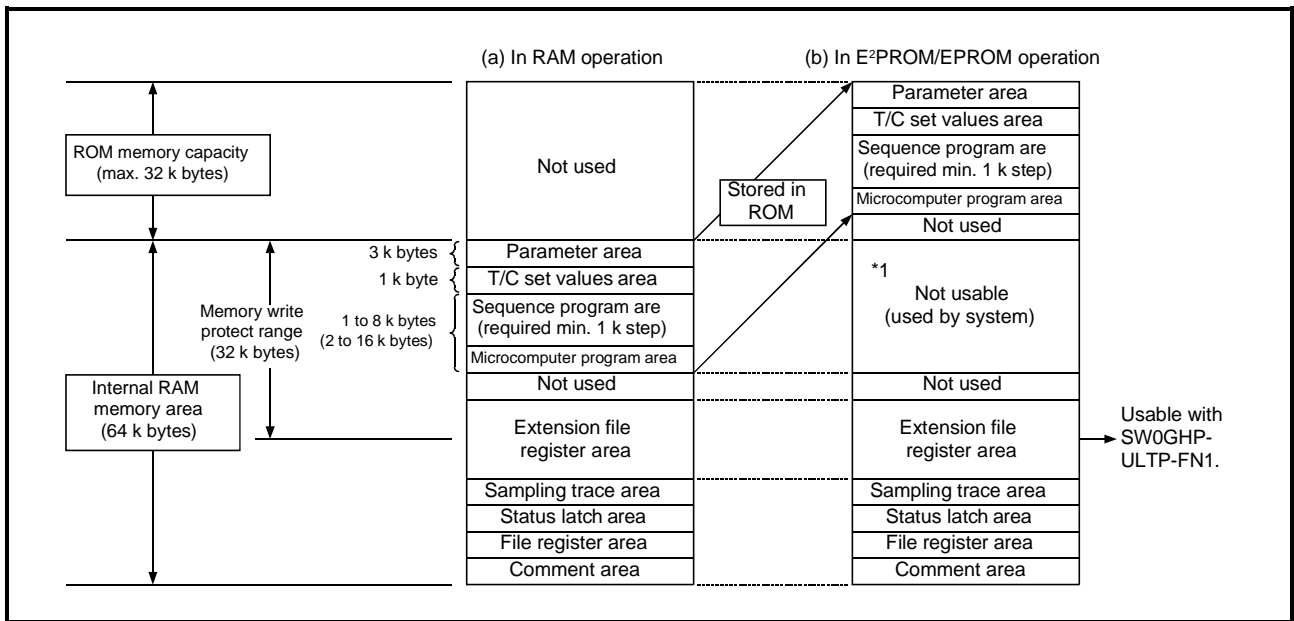 (a) In RAM operation
(b) In E²PROM/EPROM operation
ROM memory capacity
(max. 32 k bytes)
Internal RAM
memory area
(64 k bytes)
Memory write
protect range
(32 k bytes)
3 k bytes
1 k byte
1 to 8 k bytes
(2 to 16 k bytes)
Not used
Parameter area
T/C set values area
Sequence program are
(required min. 1 k step)
Microcomputer program area
Not used
Extension file
register area
Sampling trace area
Status latch area
File register area
Comment area
Stored in
ROM
Parameter area
T/C set values area
Sequence program are
(required min. 1 k step)
Microcomputer program area
Not used
*1
Not usable
(used by system)
Not used
Extension file
register area
Sampling trace area
Status latch area
File register area
Comment area
Usable with
SW0GHP-
ULTP-FN1.